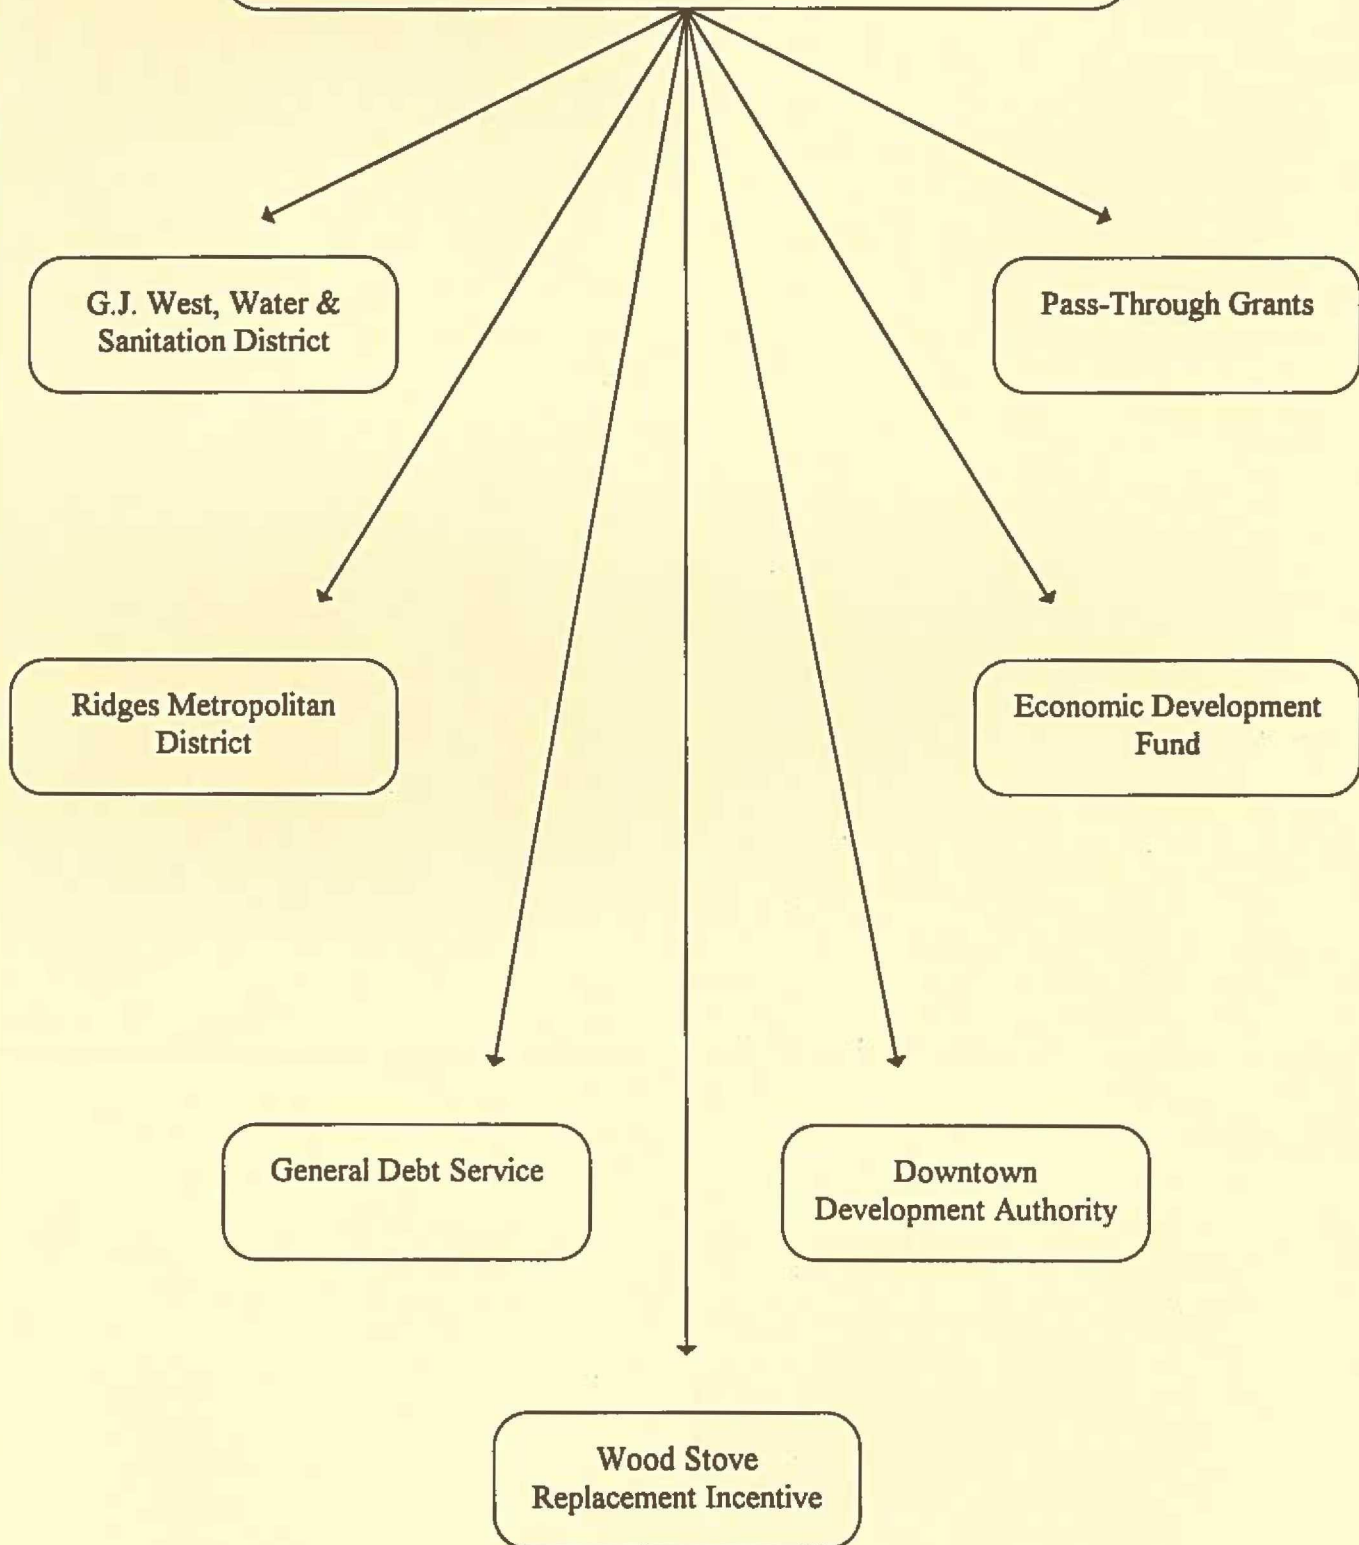 G.J. West, Water &
Sanitation District
Pass-Through Grants
Ridges Metropolitan
District
Economic Development
Fund
General Debt Service
Downtown
Development Authority
Wood Stove
Replacement Incentive